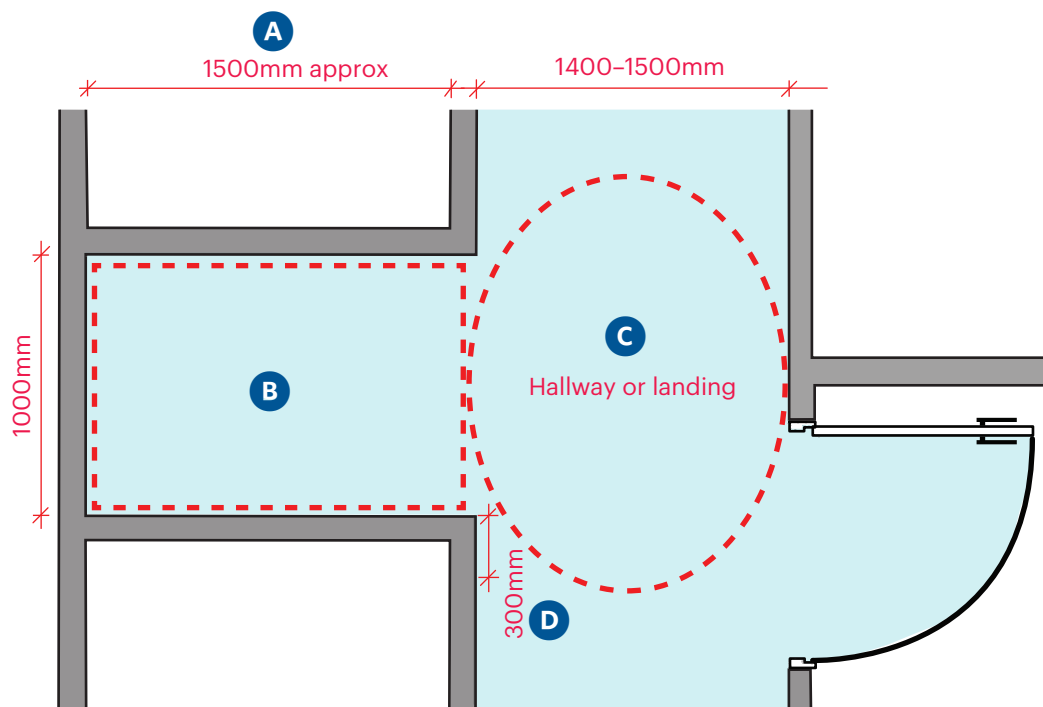 A
1500mm approx
1400–1500mm
1000mm
B
C
Hallway or landing
300mm
D